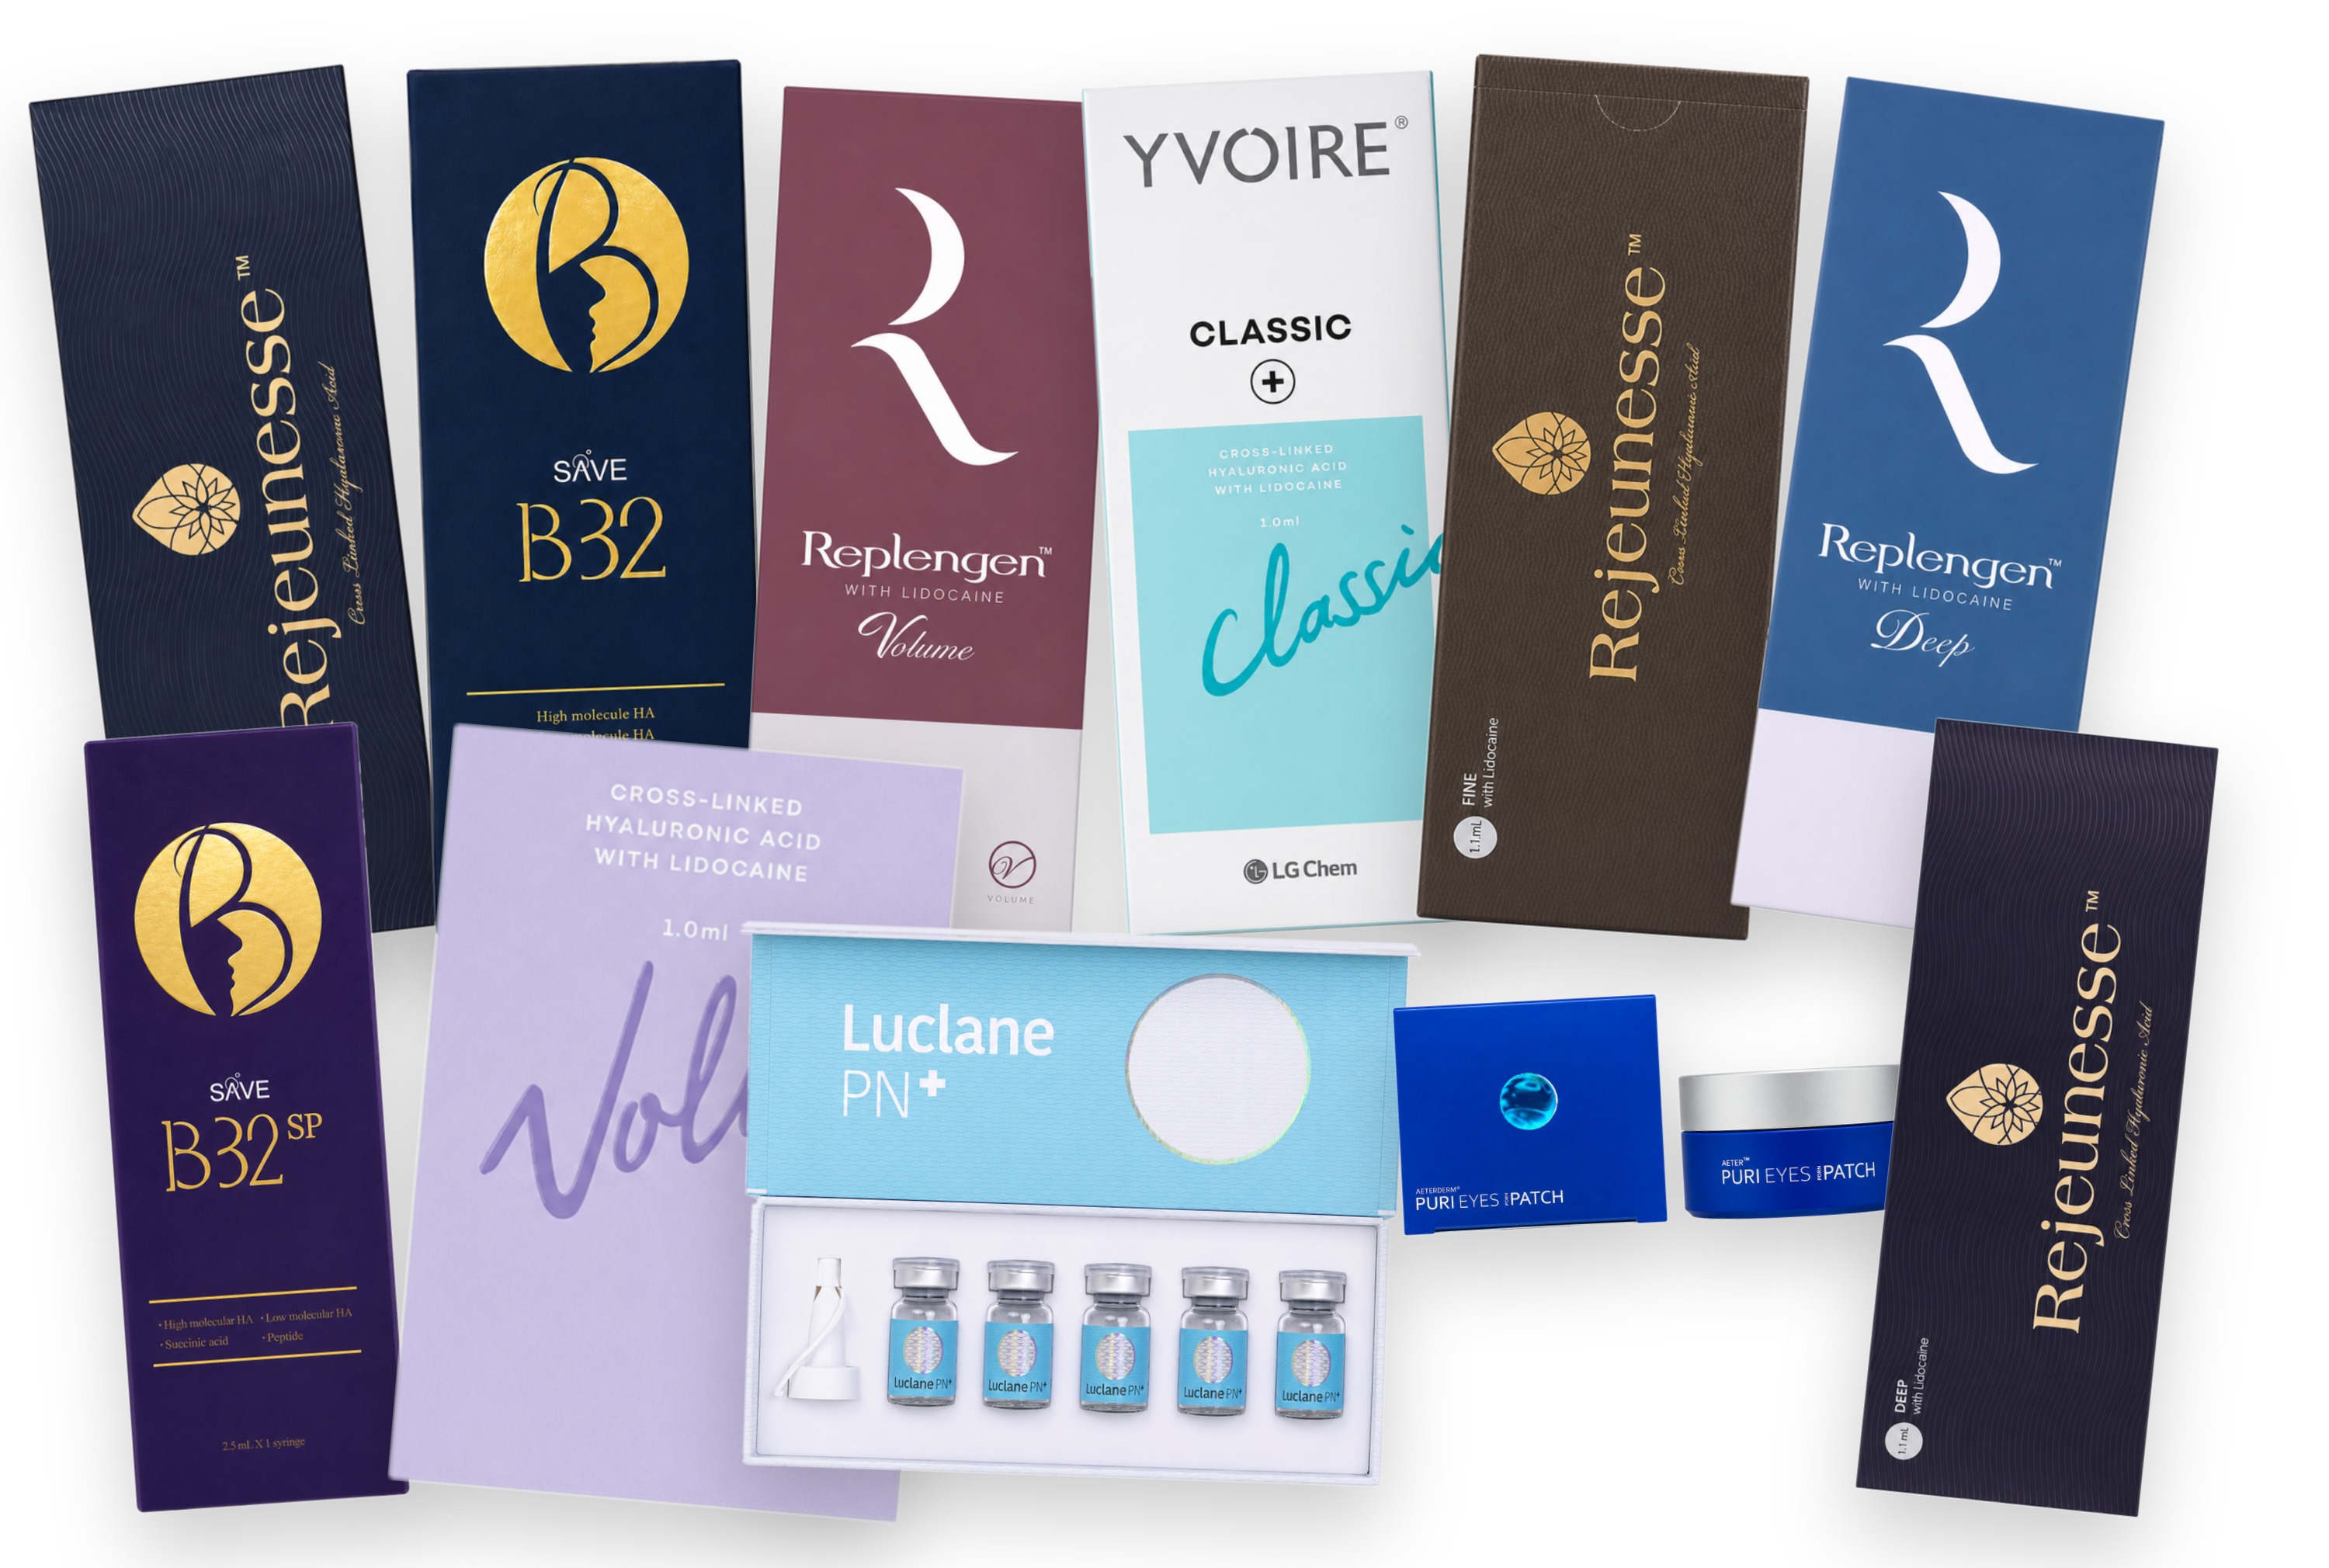 Rejeunesse™
Cross Linked Hyaluronic Acid
SAVE
B32
High molecule HA
molecule HA
Replengen™
WITH LIDOCAINE
Volume
VOLUME
YVOIRE®
CLASSIC
+
CROSS-LINKED
HYALURONIC ACID
WITH LIDOCAINE
1.0ml
Classic
LG Chem
Rejeunesse™
1.1mL
FINE
with Lidocaine
Replengen™
WITH LIDOCAINE
Deep
SAVE
B32 SP
•High molecular HA •Low molecular HA
•Succinic acid •Peptide
2.5 mL X 1 syringe
CROSS-LINKED
HYALURONIC ACID
WITH LIDOCAINE
1.0ml
Luclane
PN+
Luclane PN+
Luclane PN+
Luclane PN+
Luclane PN+
Luclane PN+
AETERDERM®
PURI EYES PATCH
AETER™
PURI EYES PATCH
Rejeunesse™
Cross Linked Hyaluronic Acid
1.1 mL
DEEP
with Lidocaine